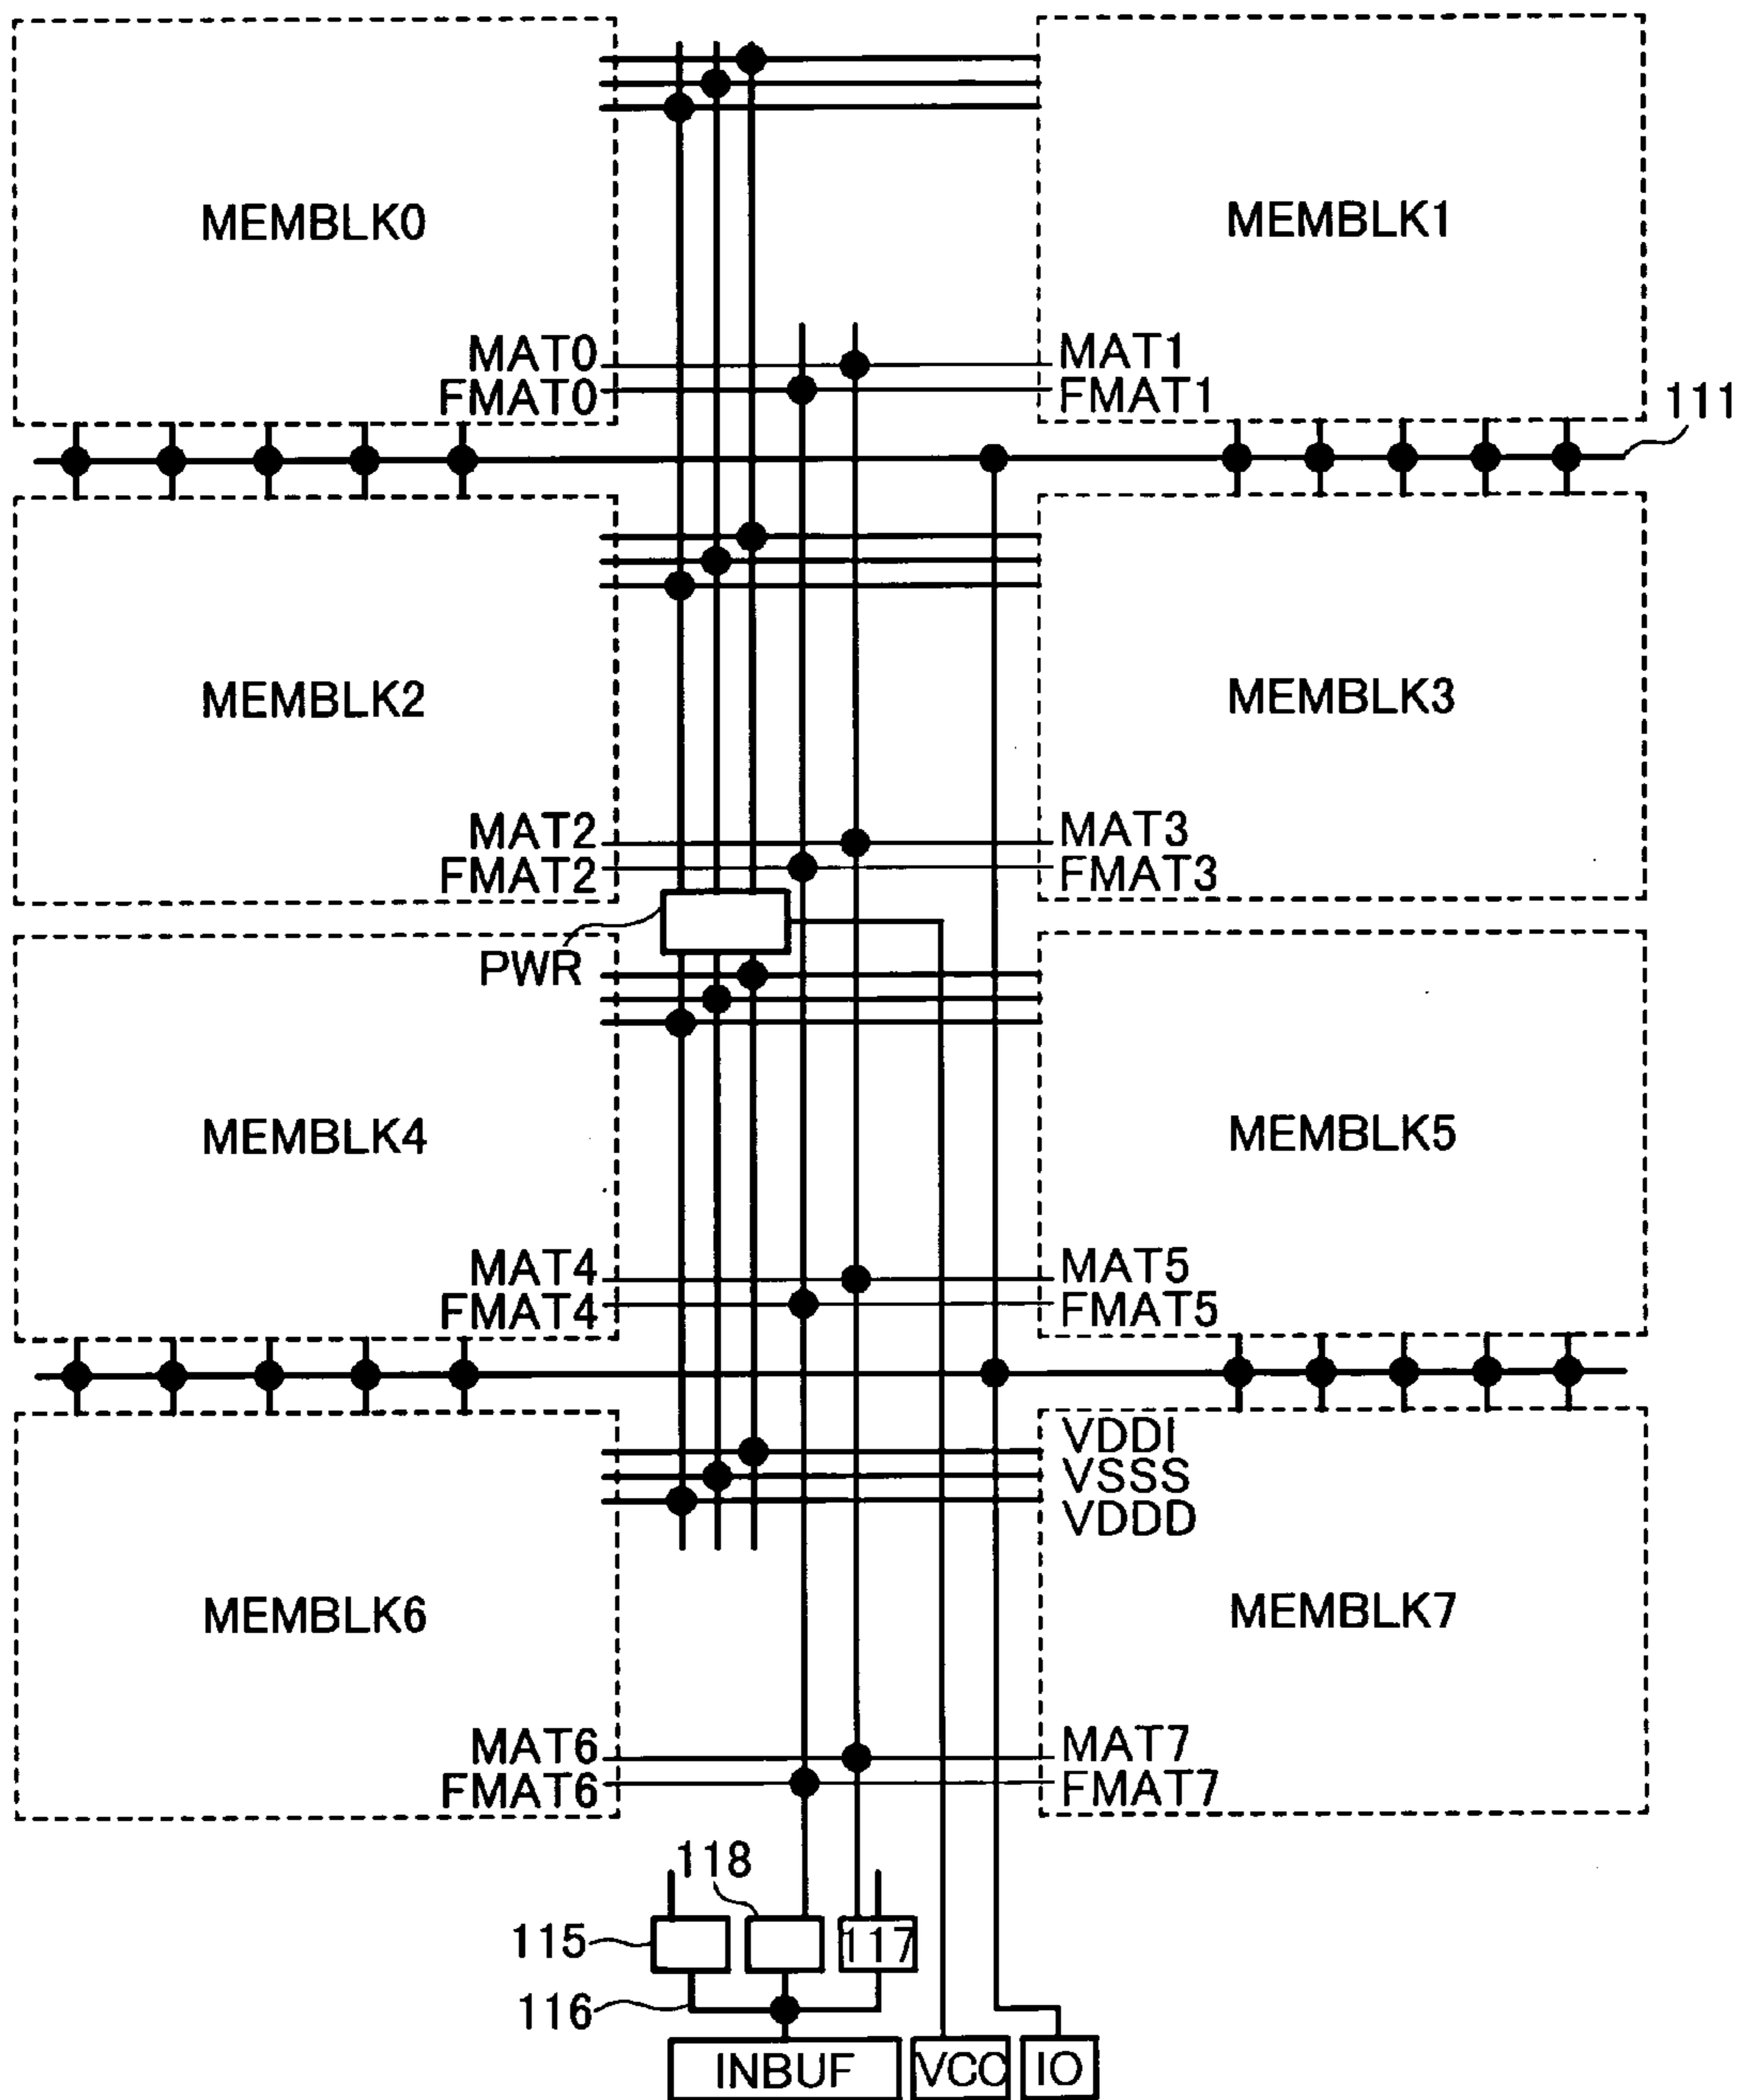 MEMBLK0
MEMBLK1
MAT0
MAT1
FMAT0
FMAT1
111
MEMBLK2
MEMBLK3
MAT2
MAT3
FMAT2
FMAT3
PWR
MEMBLK4
MEMBLK5
MAT4
MAT5
FMAT4
FMAT5
VDDI
VSSS
VDDD
MEMBLK6
MEMBLK7
MAT6
MAT7
FMAT6
FMAT7
118
115
117
116
INBUF
VCC
IO